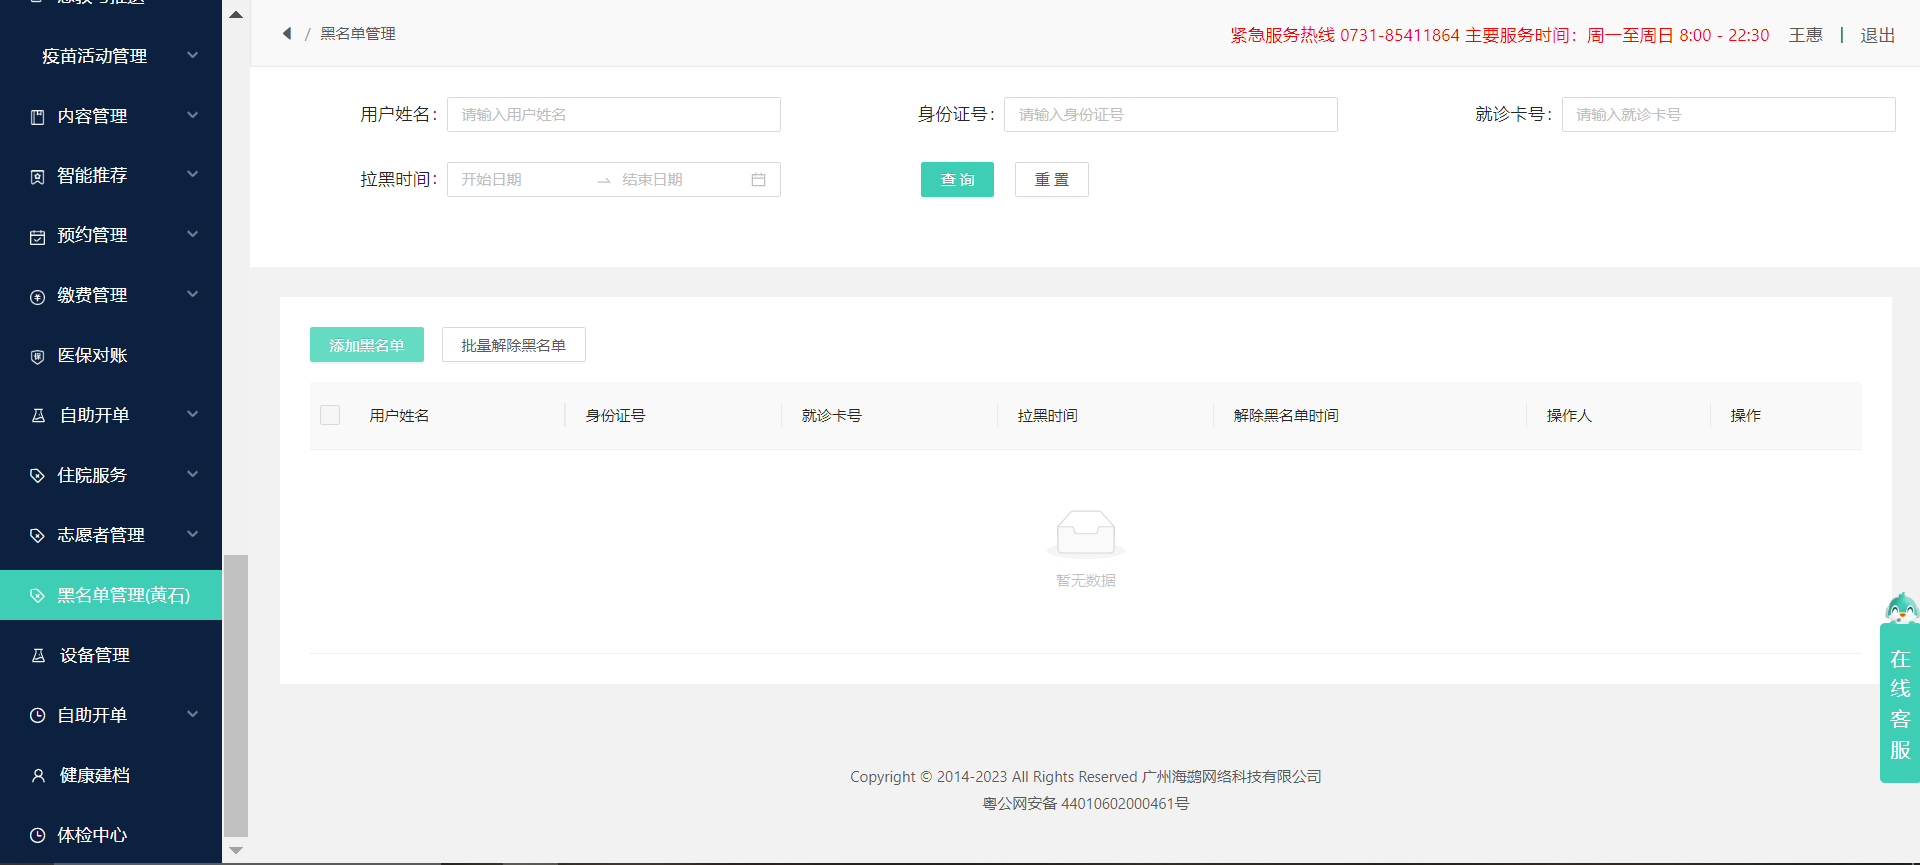 黑名单管理
紧急服务热线 0731-85411864 主要服务时间：周一至周日 8:00 - 22:30 王惠 | 退出
疫苗活动管理
内容管理
智能推荐
预约管理
缴费管理
医保对账
自助开单
住院服务
志愿者管理
黑名单管理(黄石)
设备管理
自助开单
健康建档
体检中心
用户姓名： 请输入用户姓名
身份证号： 请输入身份证号
就诊卡号： 请输入就诊卡号
拉黑时间： 开始日期 → 结束日期
查 询
重 置
添加黑名单
批量解除黑名单
用户姓名 身份证号 就诊卡号 拉黑时间 解除黑名单时间 操作人 操作
暂无数据
在线客服
Copyright © 2014-2023 All Rights Reserved 广州海鹚网络科技有限公司
粤公网安备 44010602000461号